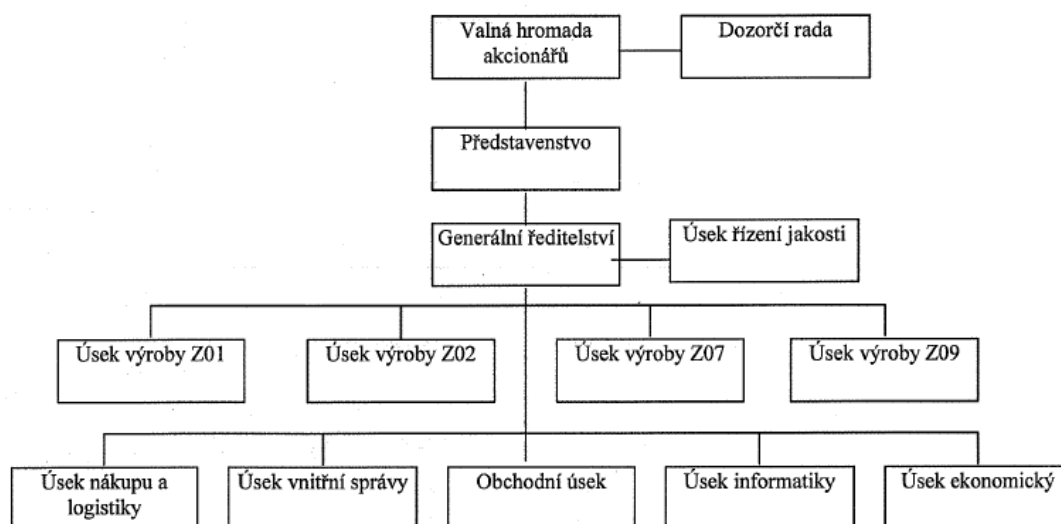 Valná hromada
akcionářů
Dozorčí rada
Představenstvo
Generální ředitelství
Úsek řízení jakosti
Úsek výroby Z01
Úsek výroby Z02
Úsek výroby Z07
Úsek výroby Z09
Úsek nákupu a
logistiky
Úsek vnitřní správy
Obchodní úsek
Úsek informatiky
Úsek ekonomický